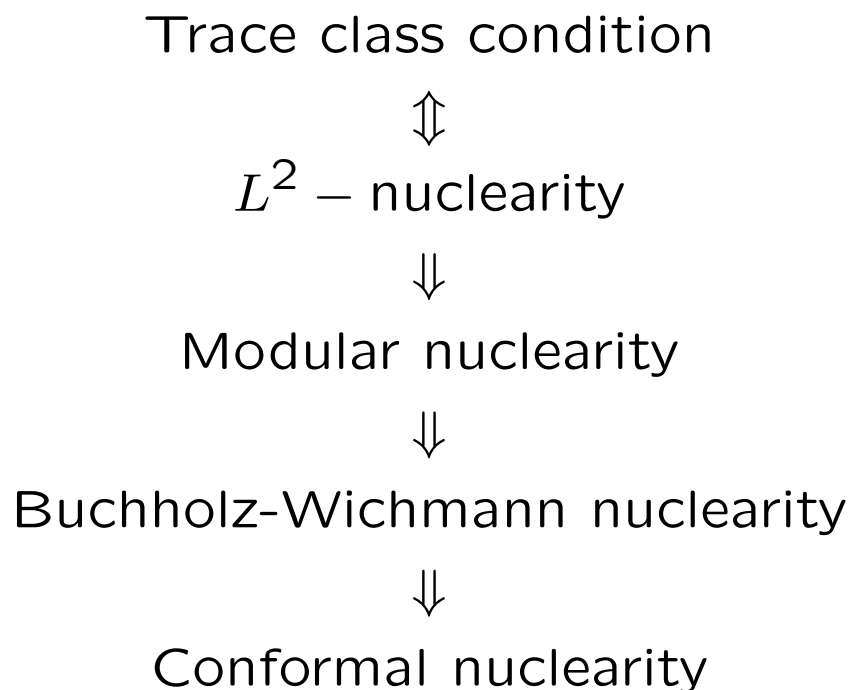 Trace class condition
⇕
L² – nuclearity
⇓
Modular nuclearity
⇓
Buchholz-Wichmann nuclearity
⇓
Conformal nuclearity